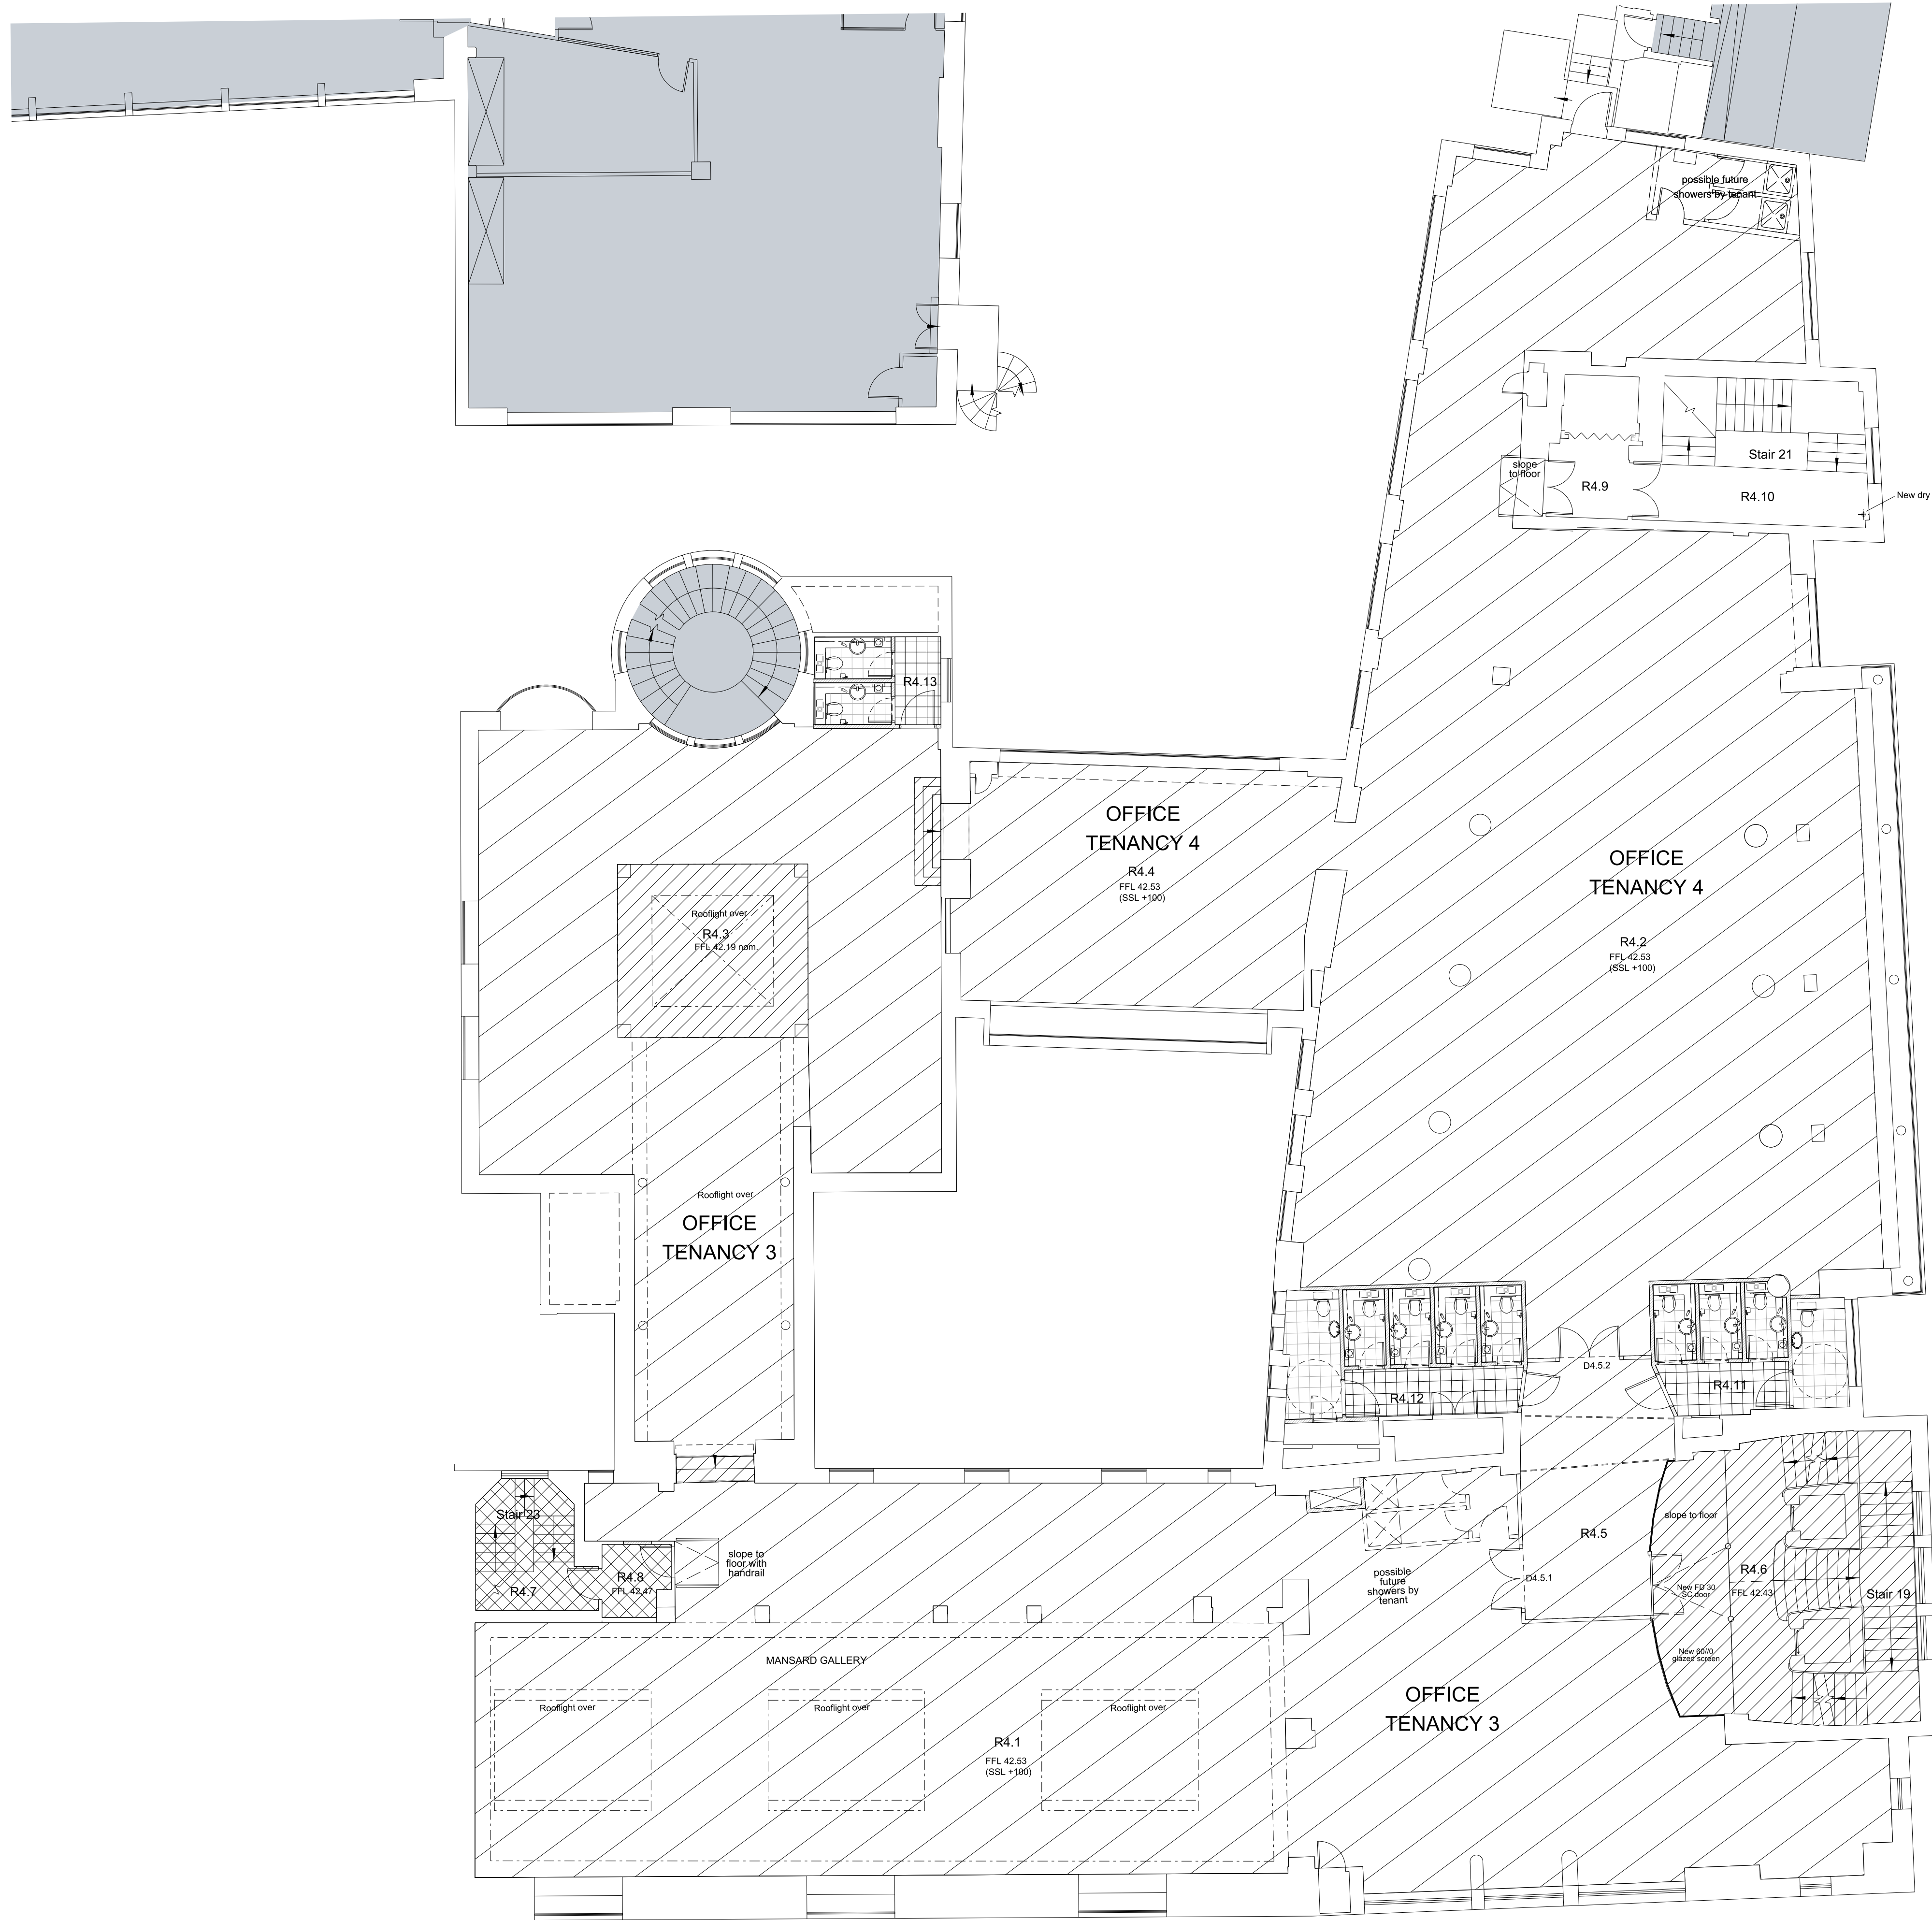 possible future
showers by tenant
Stair 21
slope
to floor
R4.9
R4.10
New dry
R4.13
OFFICE
TENANCY 4
R4.4
FFL 42.53
(SSL +100)
OFFICE
TENANCY 4
R4.2
FFL 42.53
(SSL +100)
Rooflight over
R4.3
FFL 42.19 nom.
Rooflight over
OFFICE
TENANCY 3
D4.5.2
R4.12
R4.11
Stair 23
R4.7
R4.8
FFL 42.47
slope to
floor with
handrail
possible
future
showers by
tenant
D4.5.1
R4.5
slope to floor
R4.6
FFL 42.43
New FD 30
SC door
Stair 19
New 60//0
glazed screen
MANSARD GALLERY
Rooflight over
Rooflight over
Rooflight over
R4.1
FFL 42.53
(SSL +100)
OFFICE
TENANCY 3